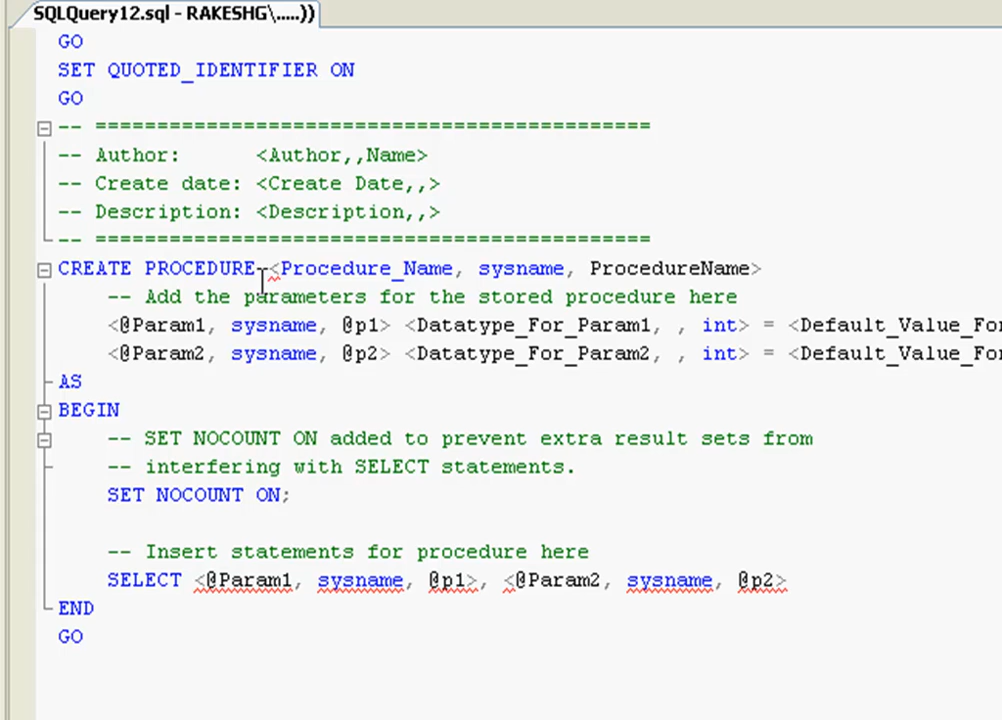 SQLQuery12.sql - RAKESHG\.....))
GO
SET QUOTED_IDENTIFIER ON
GO
-- =============================================
-- Author:      <Author,,Name>
-- Create date: <Create Date,,>
-- Description: <Description,,>
-- =============================================
CREATE PROCEDURE <Procedure_Name, sysname, ProcedureName>
    -- Add the parameters for the stored procedure here
    <@Param1, sysname, @p1> <Datatype_For_Param1, , int> = <Default_Value_For
    <@Param2, sysname, @p2> <Datatype_For_Param2, , int> = <Default_Value_For
AS
BEGIN
    -- SET NOCOUNT ON added to prevent extra result sets from
    -- interfering with SELECT statements.
    SET NOCOUNT ON;
    -- Insert statements for procedure here
    SELECT <@Param1, sysname, @p1>, <@Param2, sysname, @p2>
END
GO